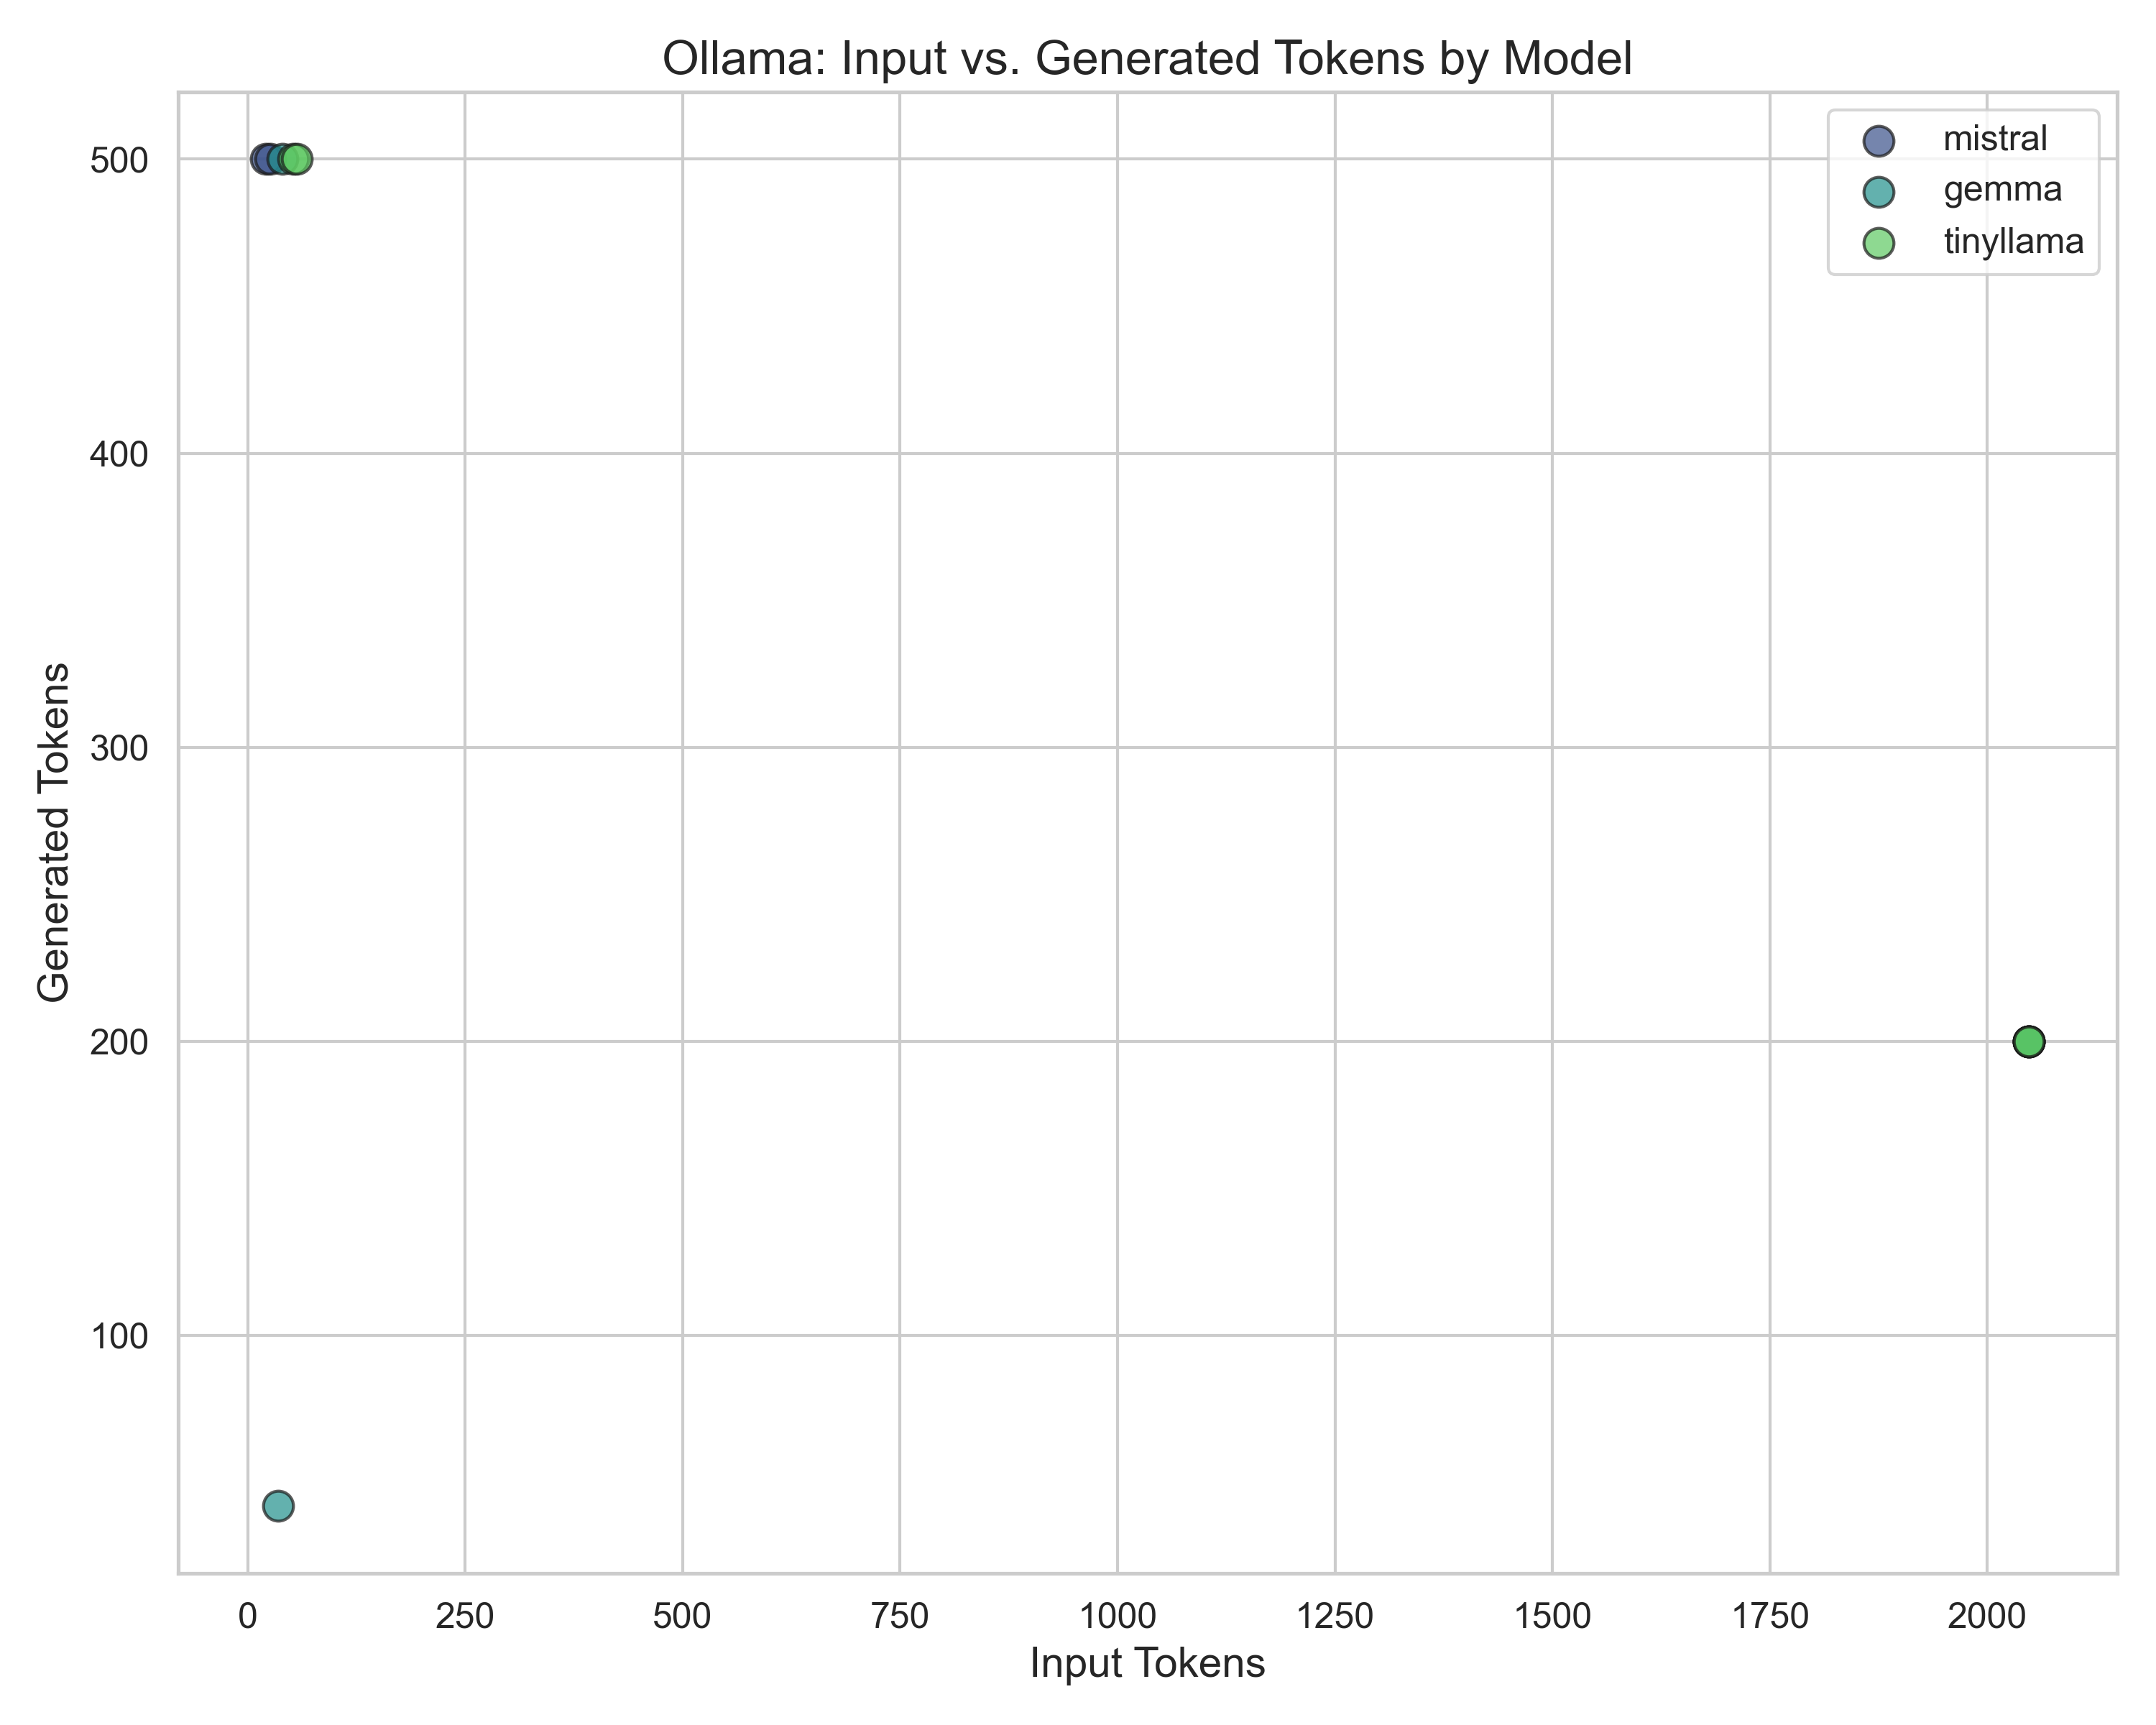 Ollama: Input vs. Generated Tokens by Model
mistral
gemma
tinyllama
Generated Tokens
500
400
300
200
100
0 250 500 750 1000 1250 1500 1750 2000
Input Tokens